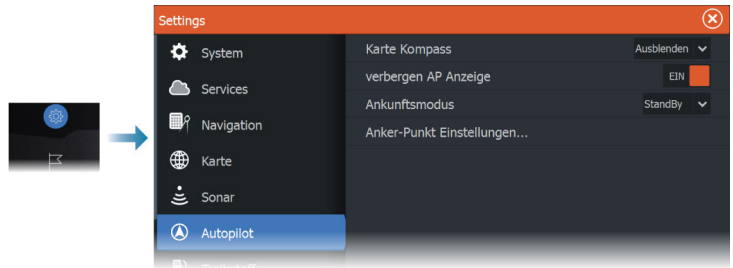 Settings
System
Karte Kompass
Ausblenden
Services
verbergen AP Anzeige
EIN
Navigation
Ankunftsmodus
StandBy
Anker-Punkt Einstellungen...
Karte
Sonar
Autopilot